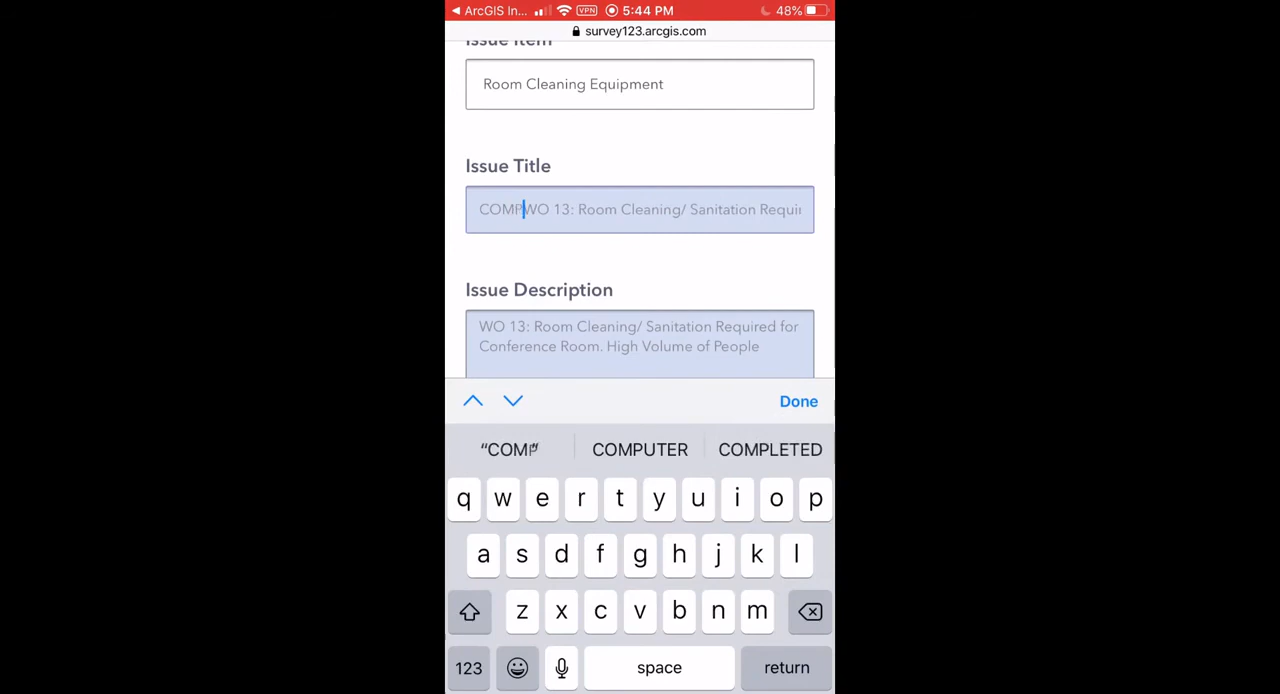 ArcGIS In... VPN 5:44 PM 48%
survey123.arcgis.com
Issue Item
Room Cleaning Equipment
Issue Title
COMPWO 13: Room Cleaning/ Sanitation Requir
Issue Description
WO 13: Room Cleaning/ Sanitation Required for
Conference Room. High Volume of People
Done
“COMP” COMPUTER COMPLETED
q w e r t y u i o p
a s d f g h j k l
z x c v b n m
123 space return